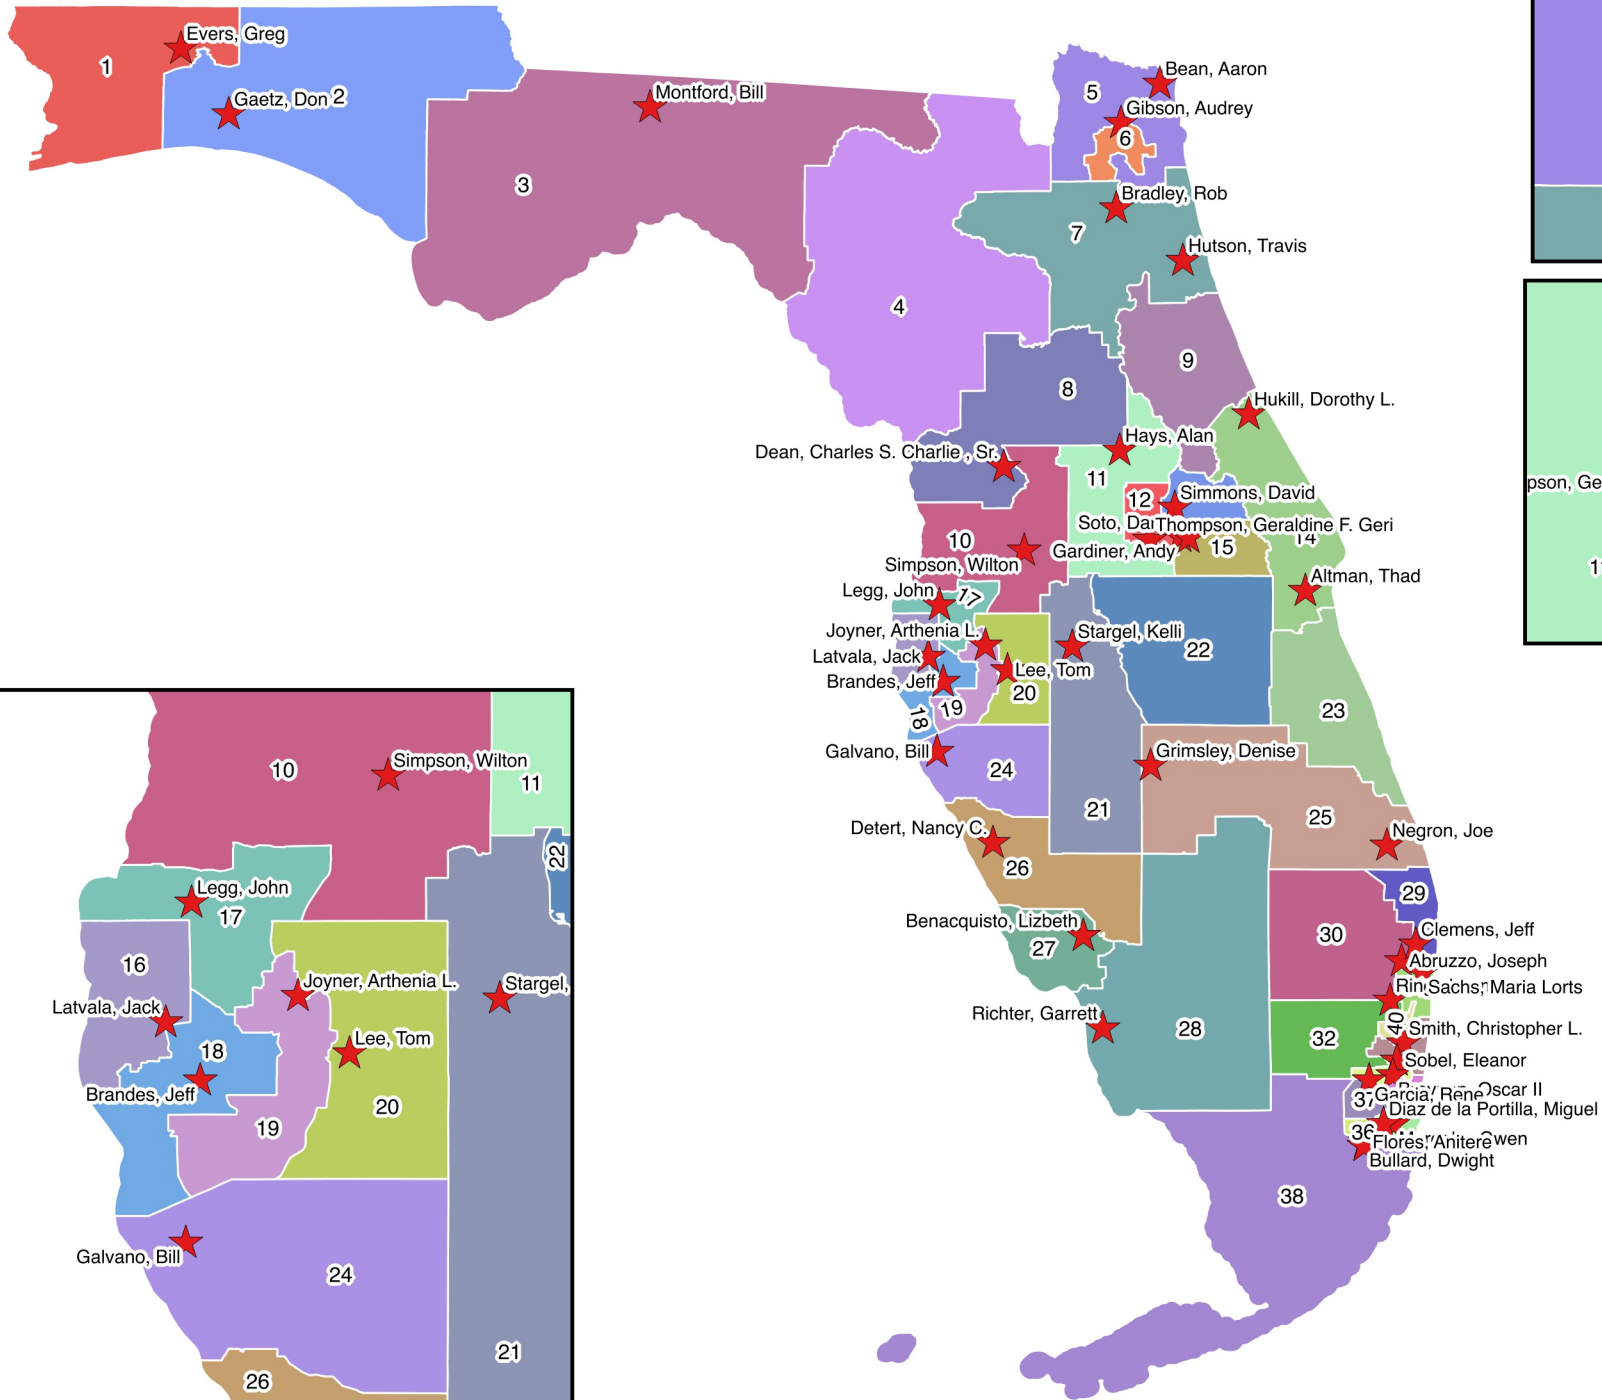 Evers, Greg
1
Gaetz, Don
2
Montford, Bill
3
4
Bean, Aaron
5
Gibson, Audrey
6
Bradley, Rob
7
Hutson, Travis
9
8
Hukill, Dorothy L.
Hays, Alan
Dean, Charles S. Charlie , Sr.
11
Simmons, David
12
Soto, Da
Thompson, Geraldine F. Geri
14
15
10
Gardiner, Andy
Simpson, Wilton
Altman, Thad
Legg, John
17
Joyner, Arthenia L.
Stargel, Kelli
22
Latvala, Jack
Lee, Tom
Brandes, Jeff
20
19
18
23
Galvano, Bill
Grimsley, Denise
24
21
25
Detert, Nancy C.
Negron, Joe
26
29
Benacquisto, Lizbeth
27
30
Clemens, Jeff
Abruzzo, Joseph
Sachs, Maria Lorts
Richter, Garrett
28
40
32
Smith, Christopher L.
Sobel, Eleanor
Oscar II
37
Garcia, Rene
Diaz de la Portilla, Miguel
36
Flores, Anitere
Bullard, Dwight
38
pson, Ge
1
10
Simpson, Wilton
11
22
Legg, John
17
16
Joyner, Arthenia L.
Stargel,
Latvala, Jack
18
Lee, Tom
Brandes, Jeff
20
19
Galvano, Bill
24
21
26